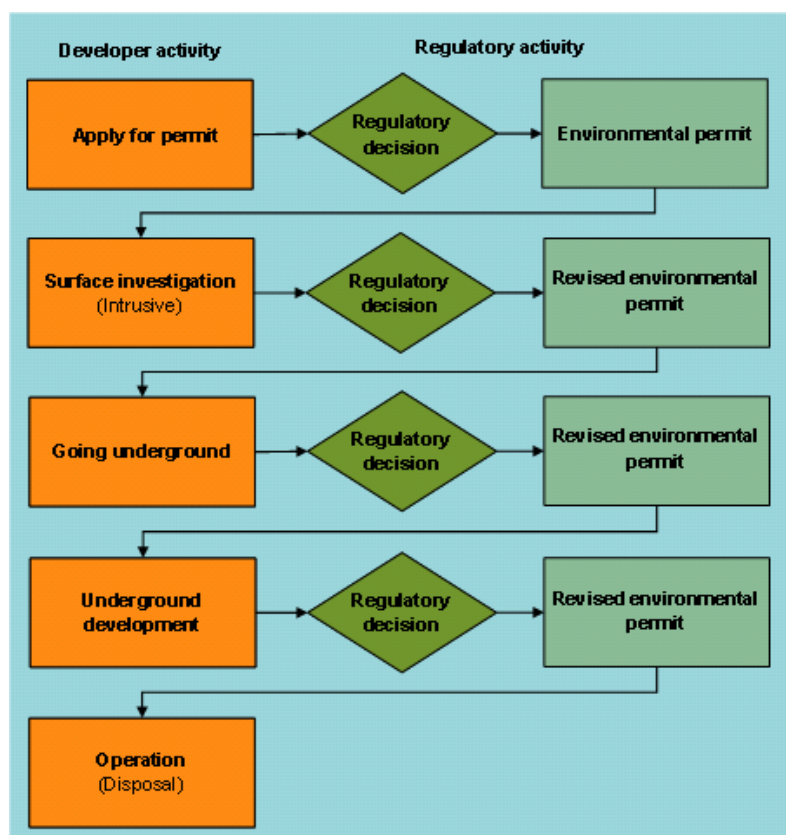 Developer activity
Regulatory activity
Apply for permit
Regulatory
decision
Environmental permit
Surface investigation
(Intrusive)
Regulatory
decision
Revised environmental
permit
Going underground
Regulatory
decision
Revised environmental
permit
Underground
development
Regulatory
decision
Revised environmental
permit
Operation
(Disposal)